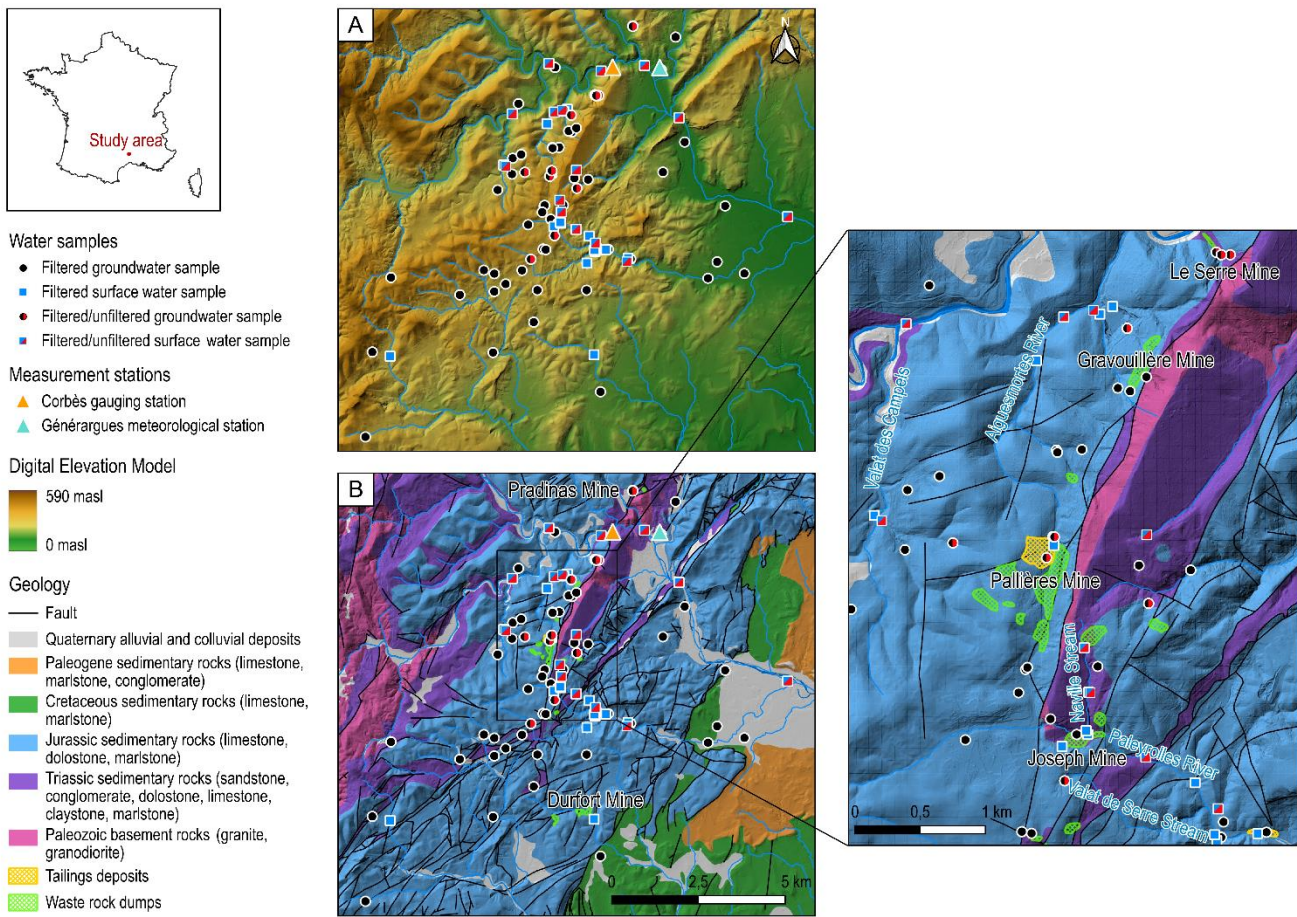 Study area
Water samples
Filtered groundwater sample
Filtered surface water sample
Filtered/unfiltered groundwater sample
Filtered/unfiltered surface water sample
Measurement stations
Corbès gauging station
Générargues meteorological station
Digital Elevation Model
590 masl
0 masl
Geology
Fault
Quaternary alluvial and colluvial deposits
Paleogene sedimentary rocks (limestone,
marlstone, conglomerate)
Cretaceous sedimentary rocks (limestone,
marlstone)
Jurassic sedimentary rocks (limestone,
dolostone, marlstone)
Triassic sedimentary rocks (sandstone,
conglomerate, dolostone, limestone,
claystone, marlstone)
Paleozoic basement rocks (granite,
granodiorite)
Tailings deposits
Waste rock dumps
A
N
B
Pradinas Mine
Durfort Mine
0 2,5 5 km
Le Serre Mine
Gravouillère Mine
Aiguesmortes River
Valat des Campels
Pallières Mine
Naville Stream
Joseph Mine
Paleyrolles River
Valat de Serre Stream
0 0,5 1 km